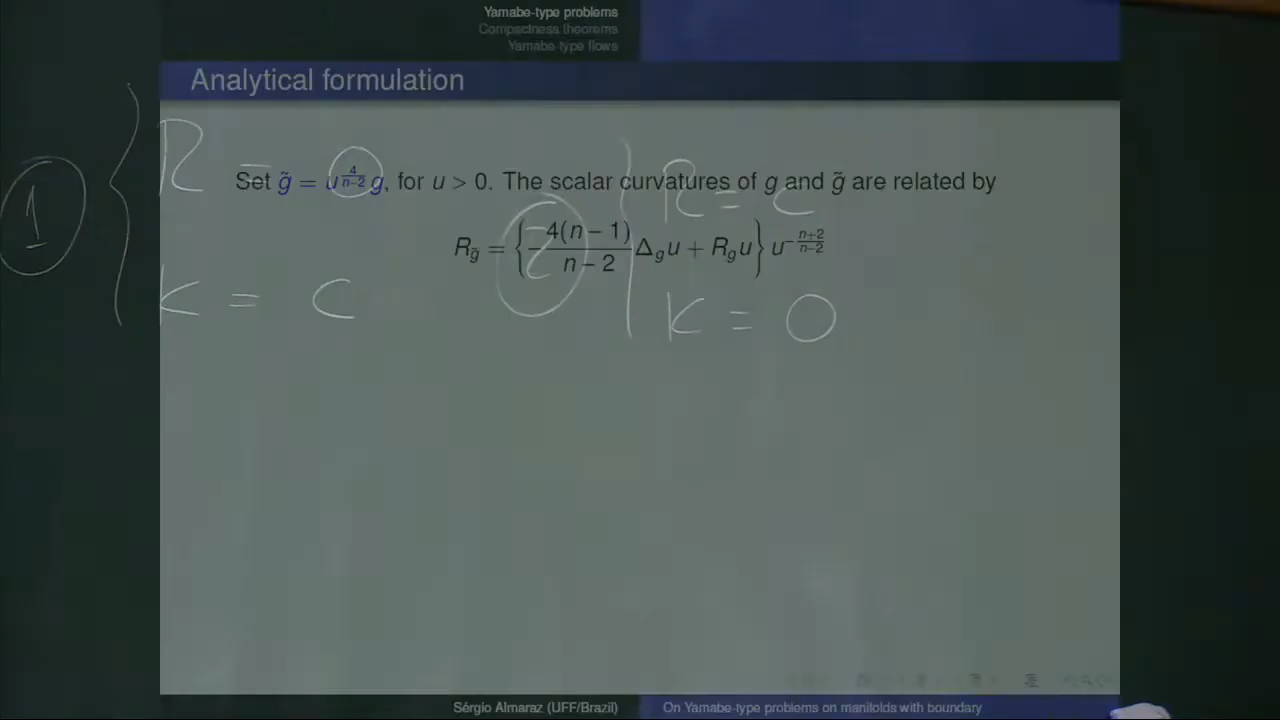 Yamabe-type problems
Compactness theorems
Yamabe-type flows
Analytical formulation
Set g̃ = u^{4/(n−2)} g, for u > 0. The scalar curvatures of g and g̃ are related by
R_{g̃} = { −4(n − 1)/(n − 2) Δ_g u + R_g u } u^{−(n+2)/(n−2)}
1
R =
K = C
2
R = C
K = 0
Sérgio Almaraz (UFF/Brazil)
On Yamabe-type problems on manifolds with boundary